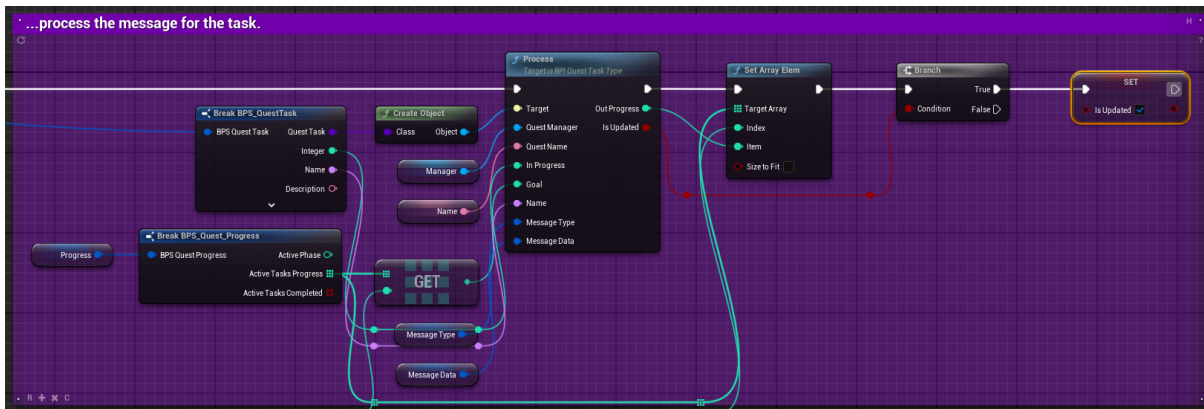 ...process the message for the task.
H
?
Process
Target is BPI Quest Task Type
Target
Out Progress
Quest Manager
Is Updated
Quest Name
In Progress
Goal
Name
Message Type
Message Data
Set Array Elem
Target Array
Index
Item
Size to Fit
Branch
True
Condition
False
SET
Is Updated
Break BPS_QuestTask
BPS Quest Task
Quest Task
Integer
Name
Description
Create Object
Class
Object
Manager
Name
Progress
Break BPS_Quest_Progress
BPS Quest Progress
Active Phase
Active Tasks Progress
Active Tasks Completed
GET
Message Type
Message Data
R
C